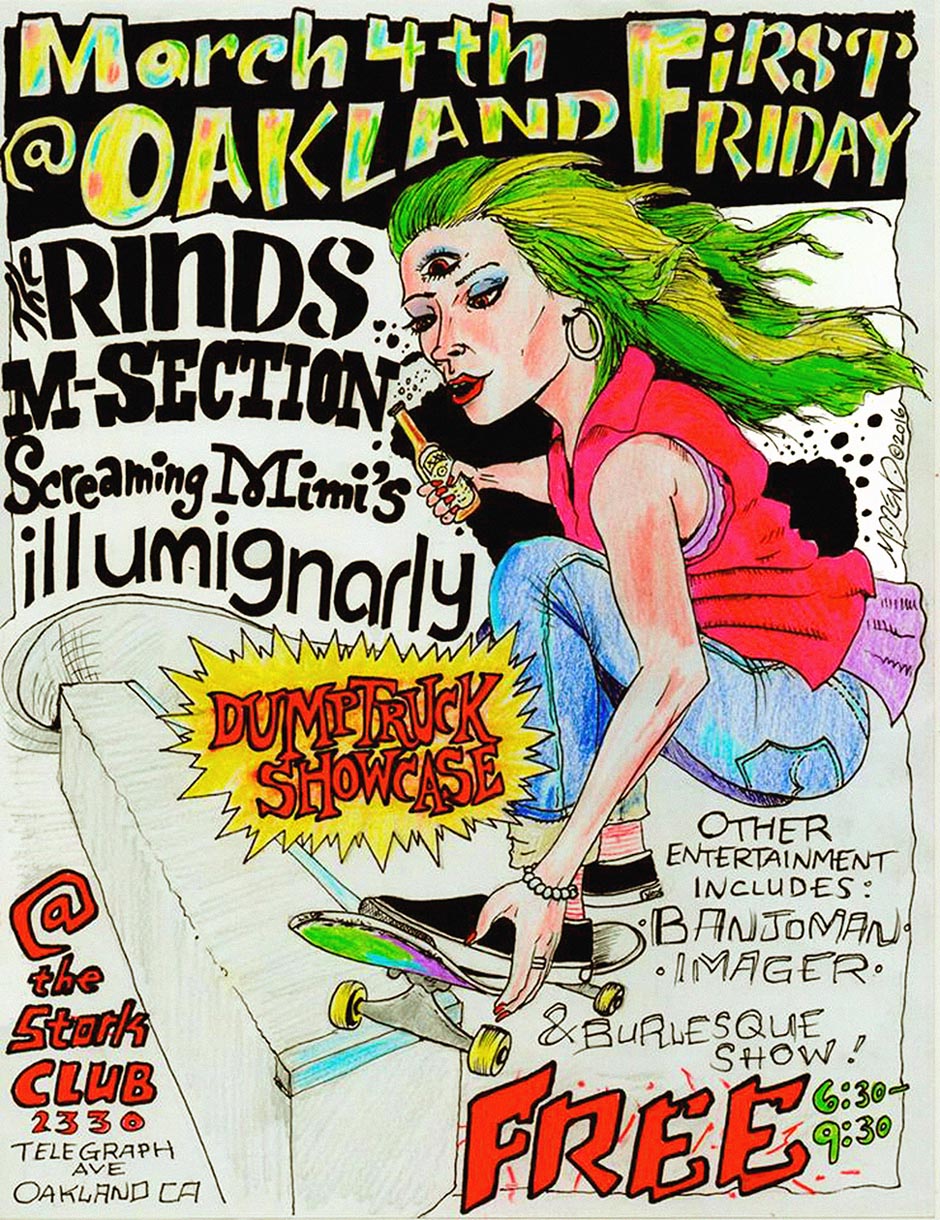 March 4th
@ OAKLAND
FiRST
FRIDAY
The RINDS
M-SECTION
Screaming Mimi's
illumignarly
DUMPTRUCK
SHOWCASE
OTHER
ENTERTAINMENT
INCLUDES:
·BANJOMAN·
·IMAGER·
& BURLESQUE
SHOW!
FREE
6:30-
9:30
@
the
Stork
CLUB
2330
TELEGRAPH
AVE
OAKLAND CA
©2016